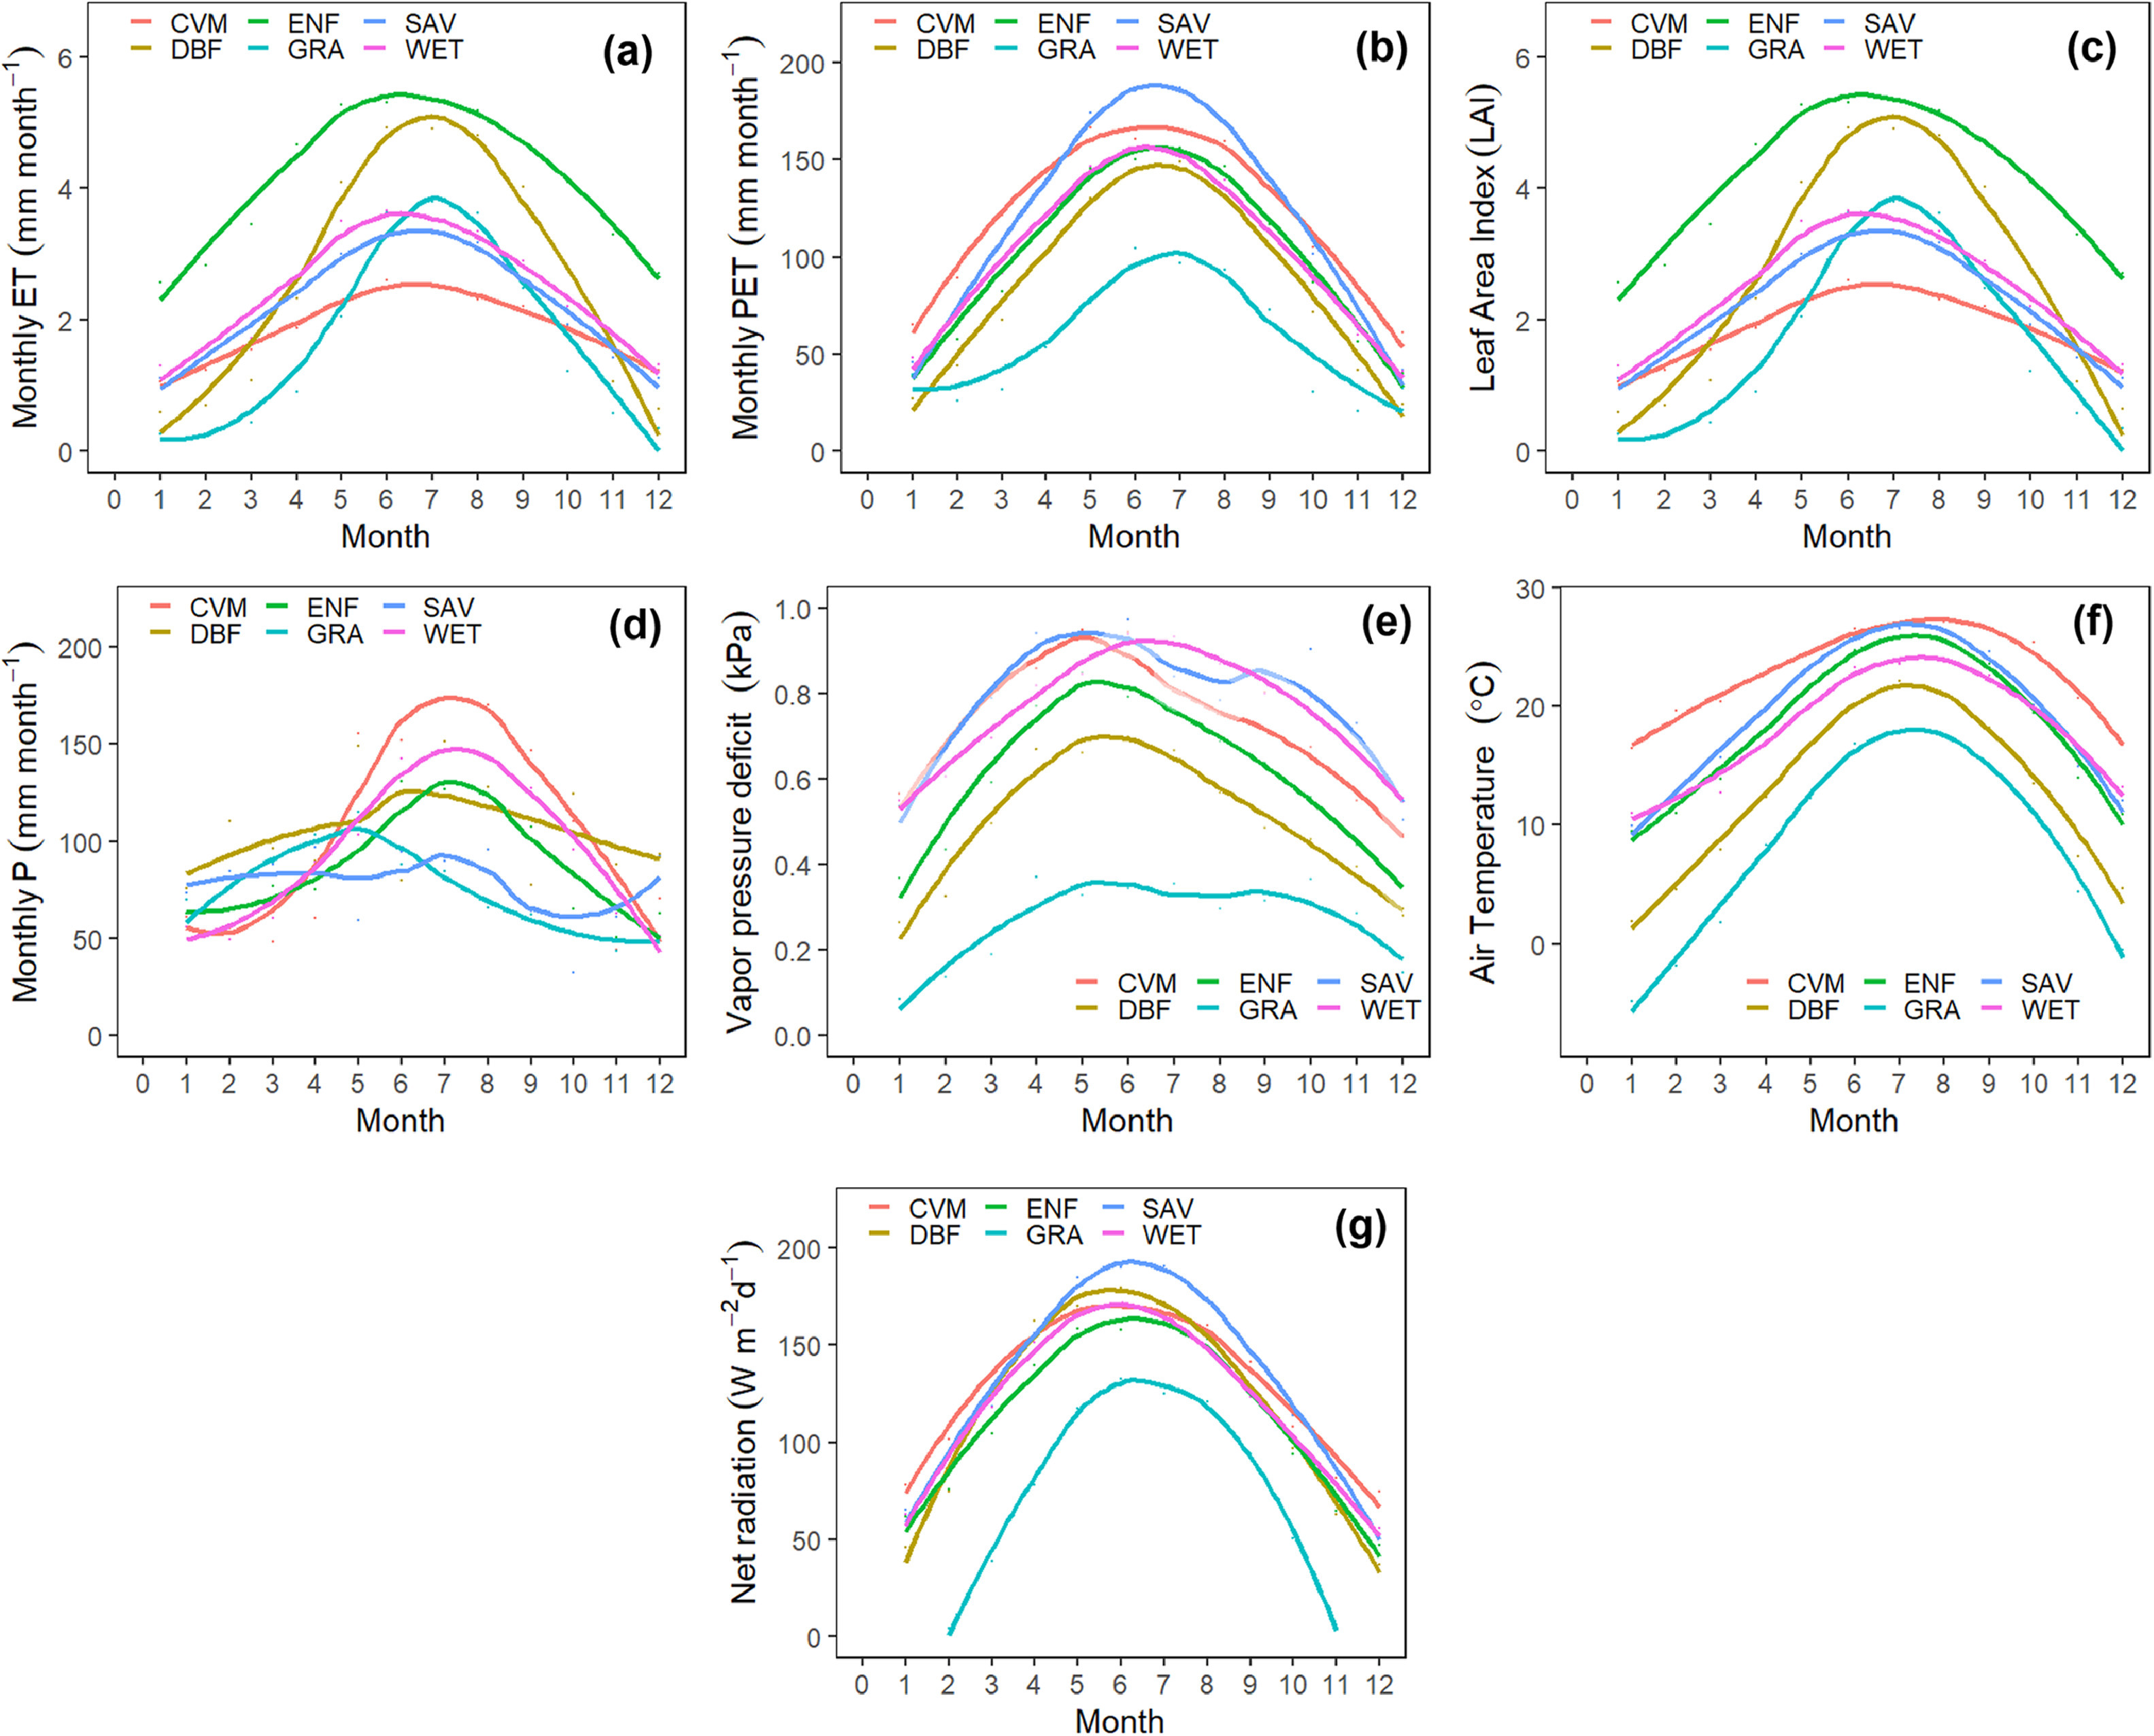 CVM ENF SAV
DBF GRA WET
(a)
Monthly ET (mm month⁻¹)
6
4
2
0
0 1 2 3 4 5 6 7 8 9 10 11 12
Month
CVM ENF SAV
DBF GRA WET
(b)
Monthly PET (mm month⁻¹)
200
150
100
50
0
0 1 2 3 4 5 6 7 8 9 10 11 12
Month
CVM ENF SAV
DBF GRA WET
(c)
Leaf Area Index (LAI)
6
4
2
0
0 1 2 3 4 5 6 7 8 9 10 11 12
Month
CVM ENF SAV
DBF GRA WET
(d)
Monthly P (mm month⁻¹)
200
150
100
50
0
0 1 2 3 4 5 6 7 8 9 10 11 12
Month
(e)
Vapor pressure deficit (kPa)
1.0
0.8
0.6
0.4
0.2
0.0
CVM ENF SAV
DBF GRA WET
0 1 2 3 4 5 6 7 8 9 10 11 12
Month
(f)
Air Temperature (°C)
30
20
10
0
CVM ENF SAV
DBF GRA WET
0 1 2 3 4 5 6 7 8 9 10 11 12
Month
CVM ENF SAV
DBF GRA WET
(g)
Net radiation (W m⁻²d⁻¹)
200
150
100
50
0
0 1 2 3 4 5 6 7 8 9 10 11 12
Month